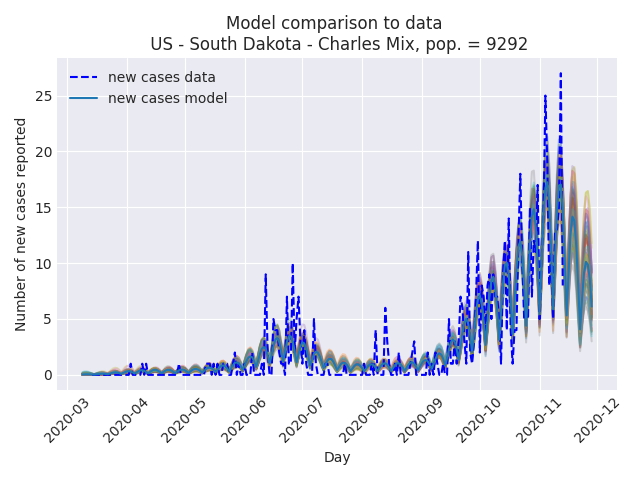 Model comparison to data
US - South Dakota - Charles Mix, pop. = 9292
new cases data
new cases model
Number of new cases reported
25
20
15
10
5
0
2020-03
2020-04
2020-05
2020-06
2020-07
2020-08
2020-09
2020-10
2020-11
2020-12
Day